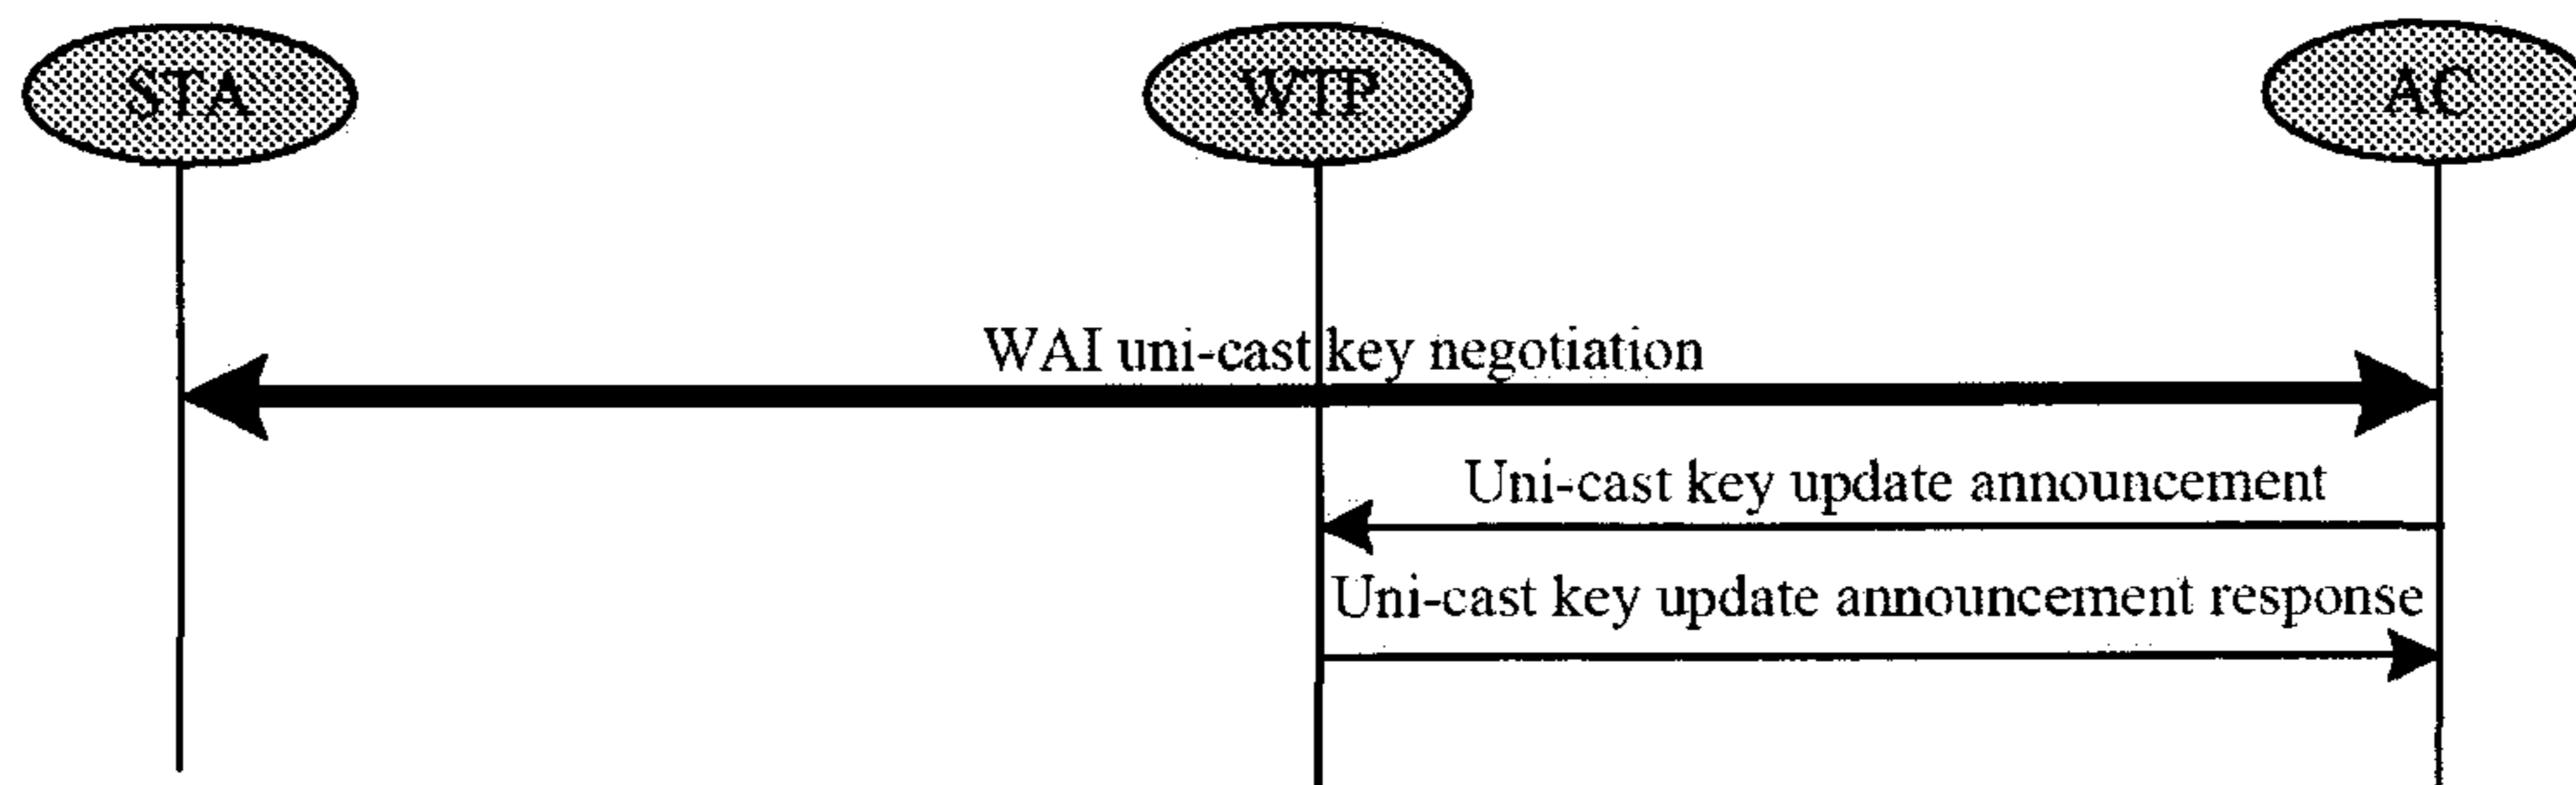 STA
WTP
AC
WAI uni-cast key negotiation
Uni-cast key update announcement
Uni-cast key update announcement response